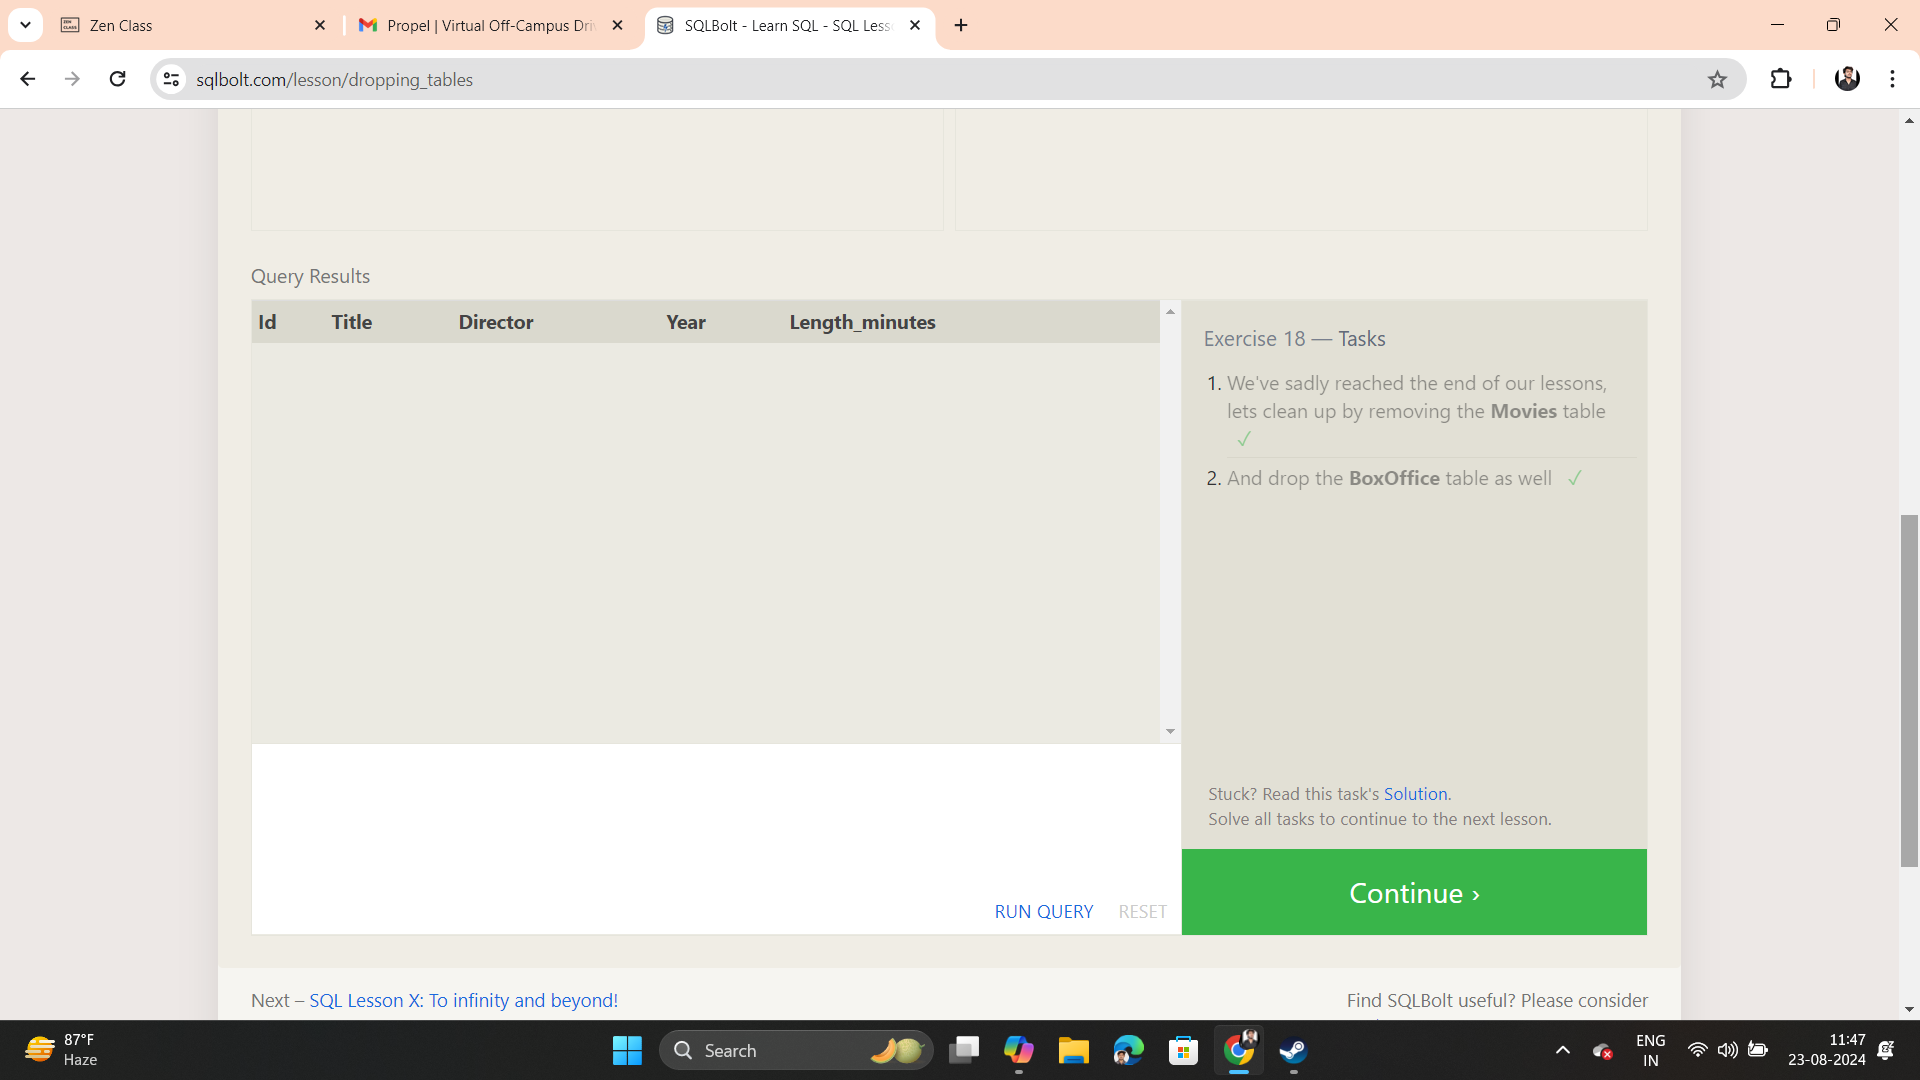 Zen Class
Propel | Virtual Off-Campus Dri
SQLBolt - Learn SQL - SQL Less
sqlbolt.com/lesson/dropping_tables
Query Results
Id Title Director Year Length_minutes
Exercise 18 — Tasks
1. We've sadly reached the end of our lessons,
lets clean up by removing the Movies table
✓
2. And drop the BoxOffice table as well ✓
Stuck? Read this task's Solution.
Solve all tasks to continue to the next lesson.
RUN QUERY RESET
Continue ›
Next – SQL Lesson X: To infinity and beyond!
Find SQLBolt useful? Please consider
87°F
Haze
Search
ENG
IN
11:47
23-08-2024